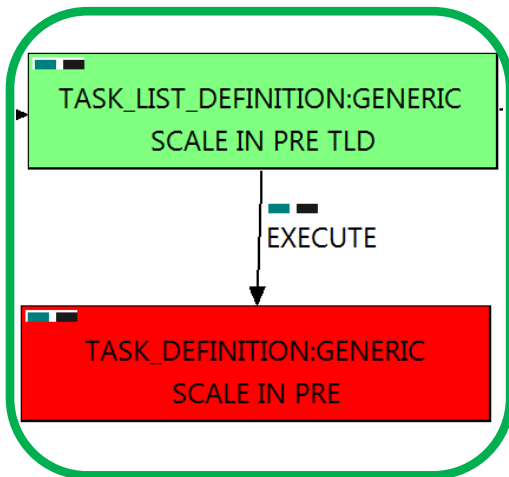 TASK_LIST_DEFINITION:GENERIC
SCALE IN PRE TLD
EXECUTE
TASK_DEFINITION:GENERIC
SCALE IN PRE